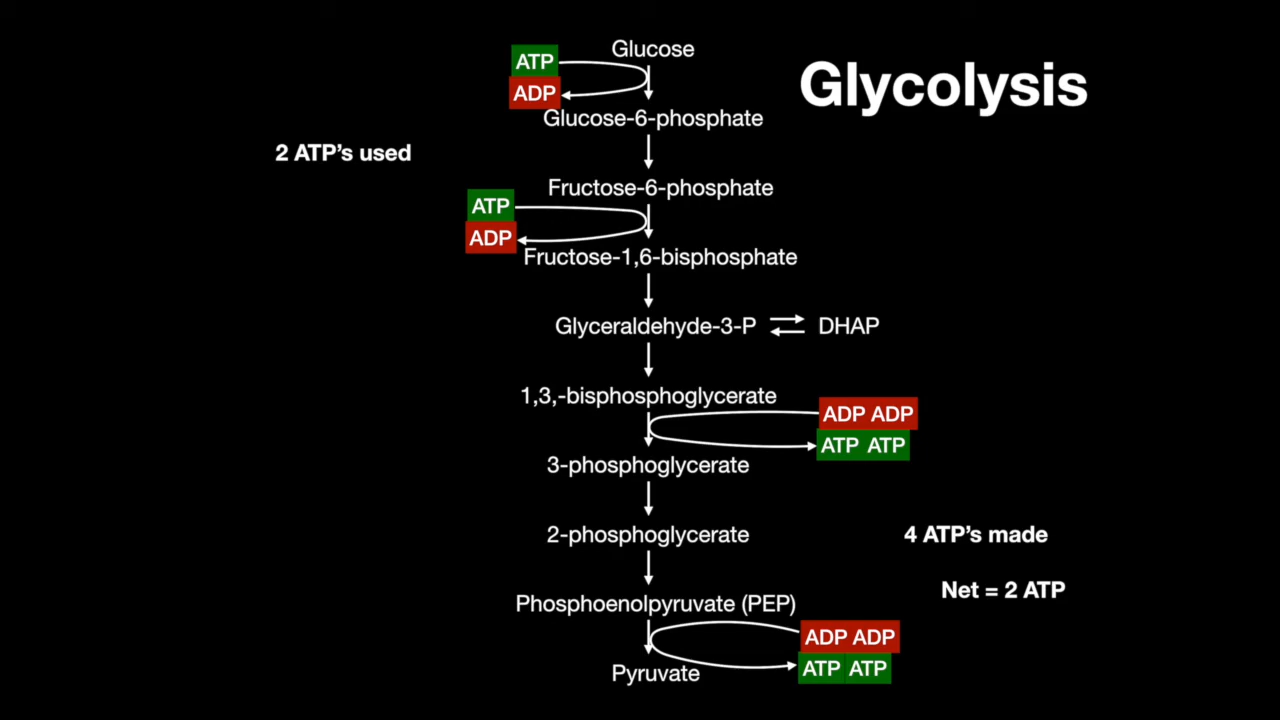 Glycolysis
Glucose
ATP
ADP
Glucose-6-phosphate
2 ATP’s used
Fructose-6-phosphate
ATP
ADP
Fructose-1,6-bisphosphate
Glyceraldehyde-3-P
DHAP
1,3,-bisphosphoglycerate
ADP ADP
ATP ATP
3-phosphoglycerate
2-phosphoglycerate
4 ATP’s made
Net = 2 ATP
Phosphoenolpyruvate (PEP)
ADP ADP
ATP ATP
Pyruvate